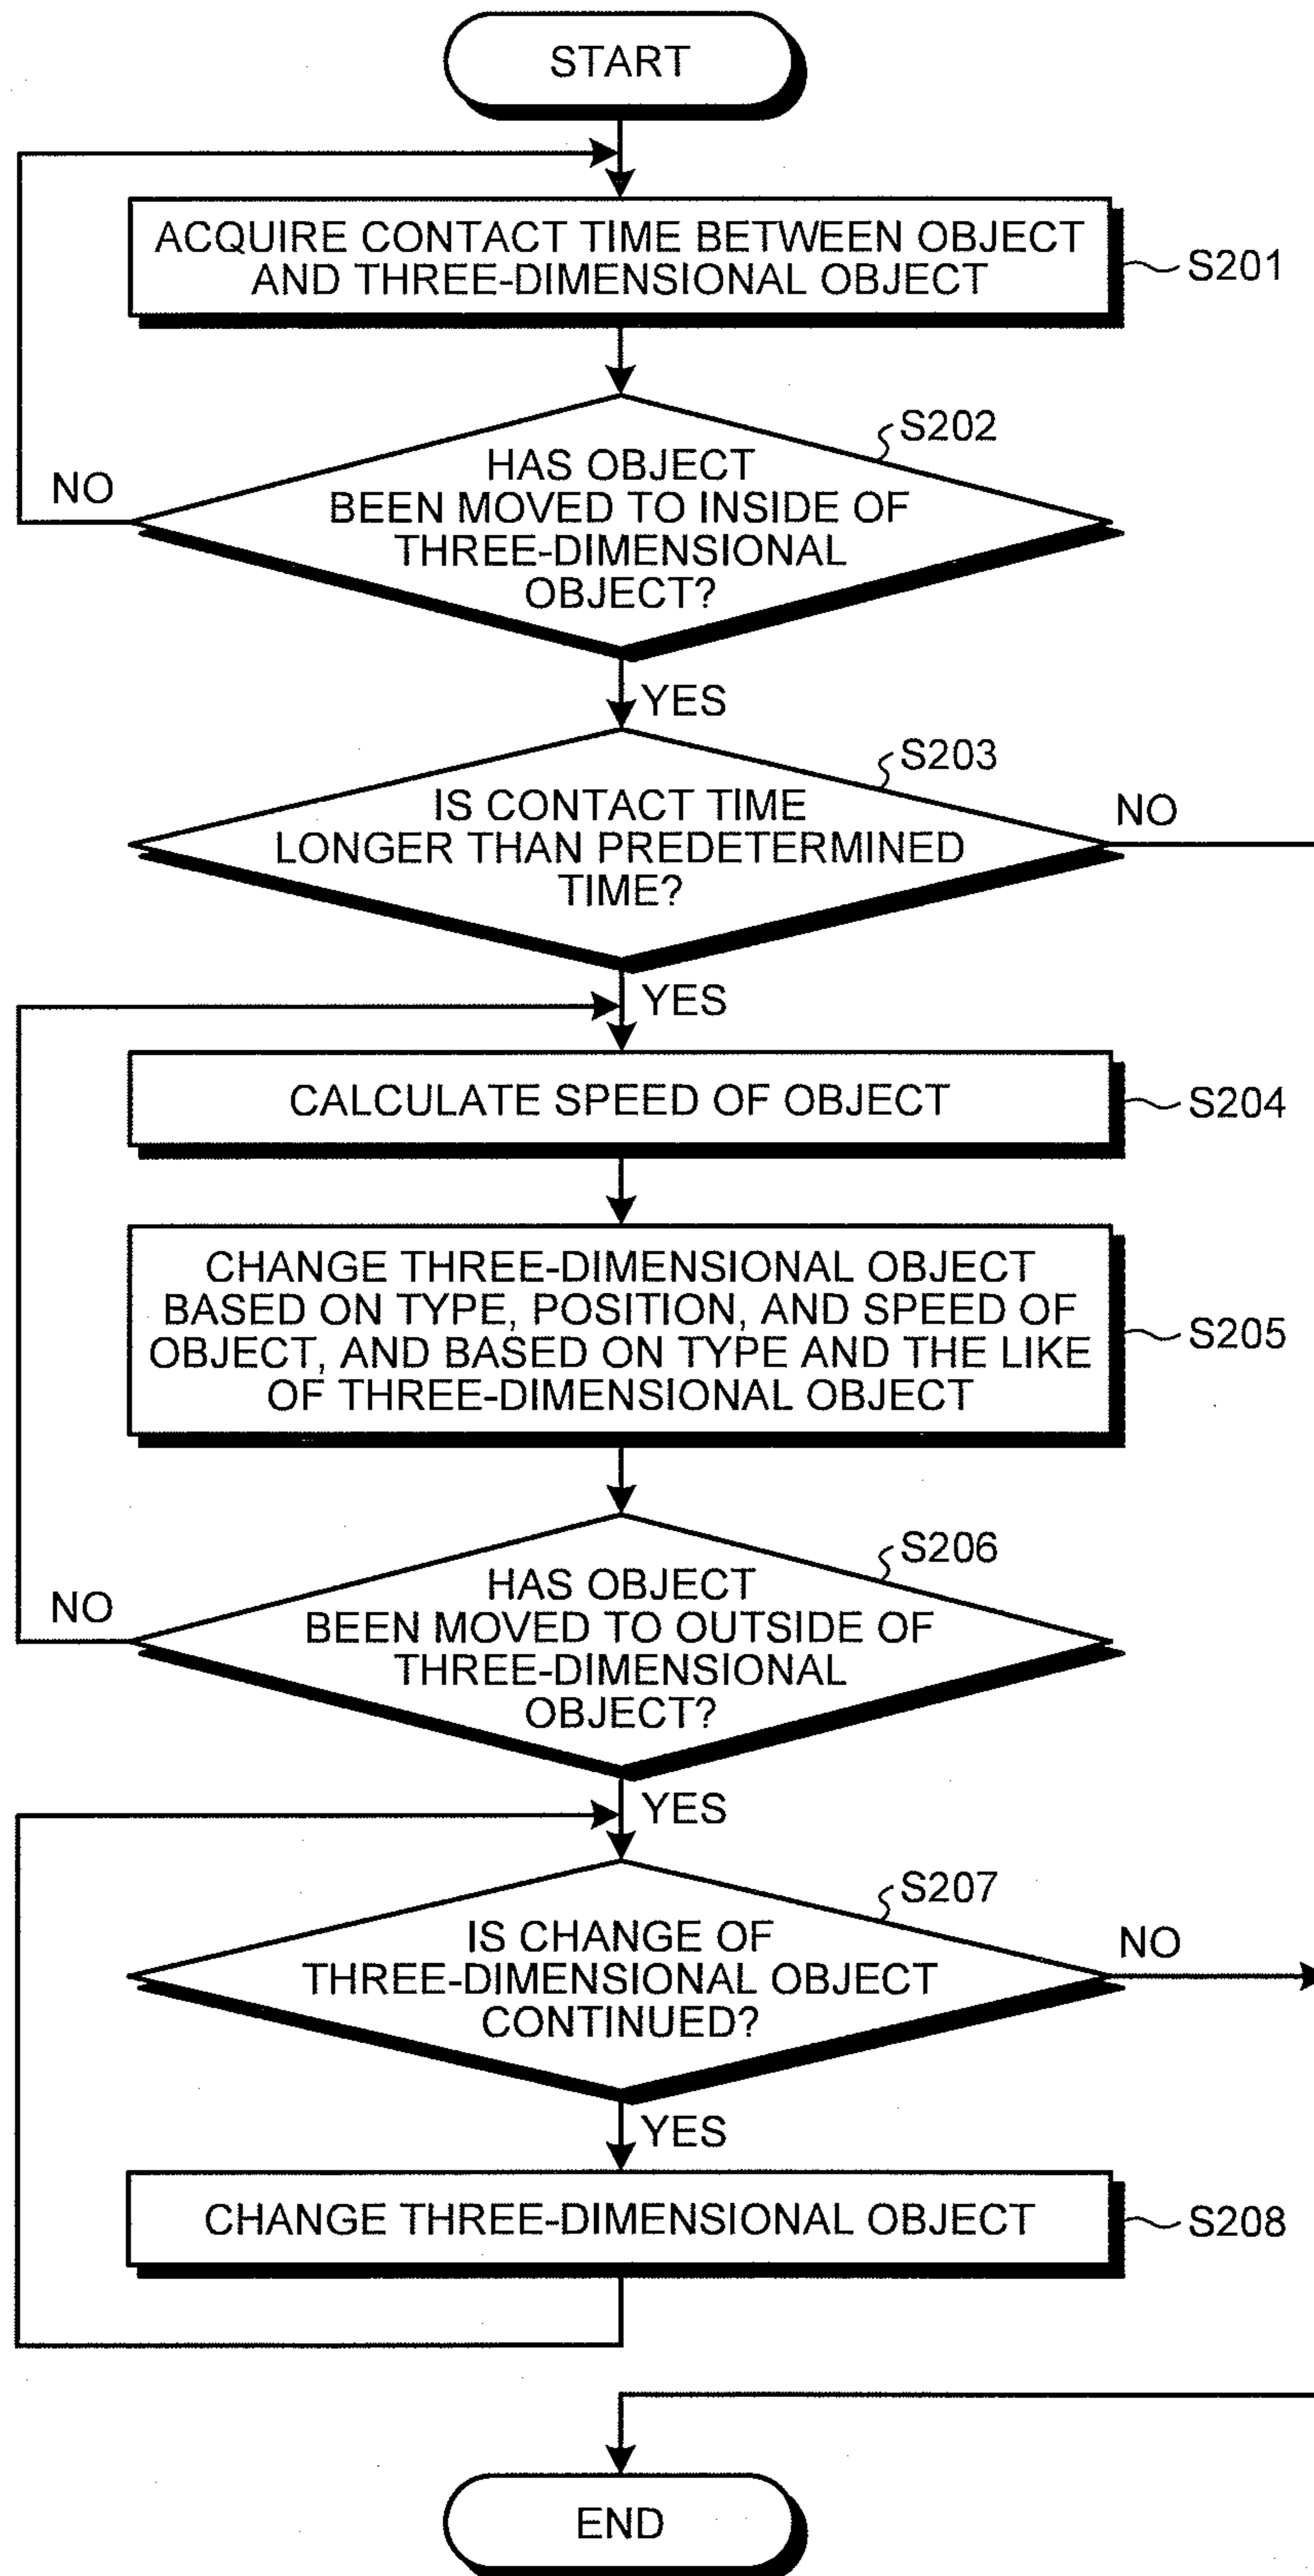 START
ACQUIRE CONTACT TIME BETWEEN OBJECT
AND THREE-DIMENSIONAL OBJECT
S201
S202
HAS OBJECT
BEEN MOVED TO INSIDE OF
THREE-DIMENSIONAL
OBJECT?
NO
YES
S203
IS CONTACT TIME
LONGER THAN PREDETERMINED
TIME?
NO
YES
CALCULATE SPEED OF OBJECT
S204
CHANGE THREE-DIMENSIONAL OBJECT
BASED ON TYPE, POSITION, AND SPEED OF
OBJECT, AND BASED ON TYPE AND THE LIKE
OF THREE-DIMENSIONAL OBJECT
S205
S206
HAS OBJECT
BEEN MOVED TO OUTSIDE OF
THREE-DIMENSIONAL
OBJECT?
NO
YES
S207
IS CHANGE OF
THREE-DIMENSIONAL OBJECT
CONTINUED?
NO
YES
CHANGE THREE-DIMENSIONAL OBJECT
S208
END